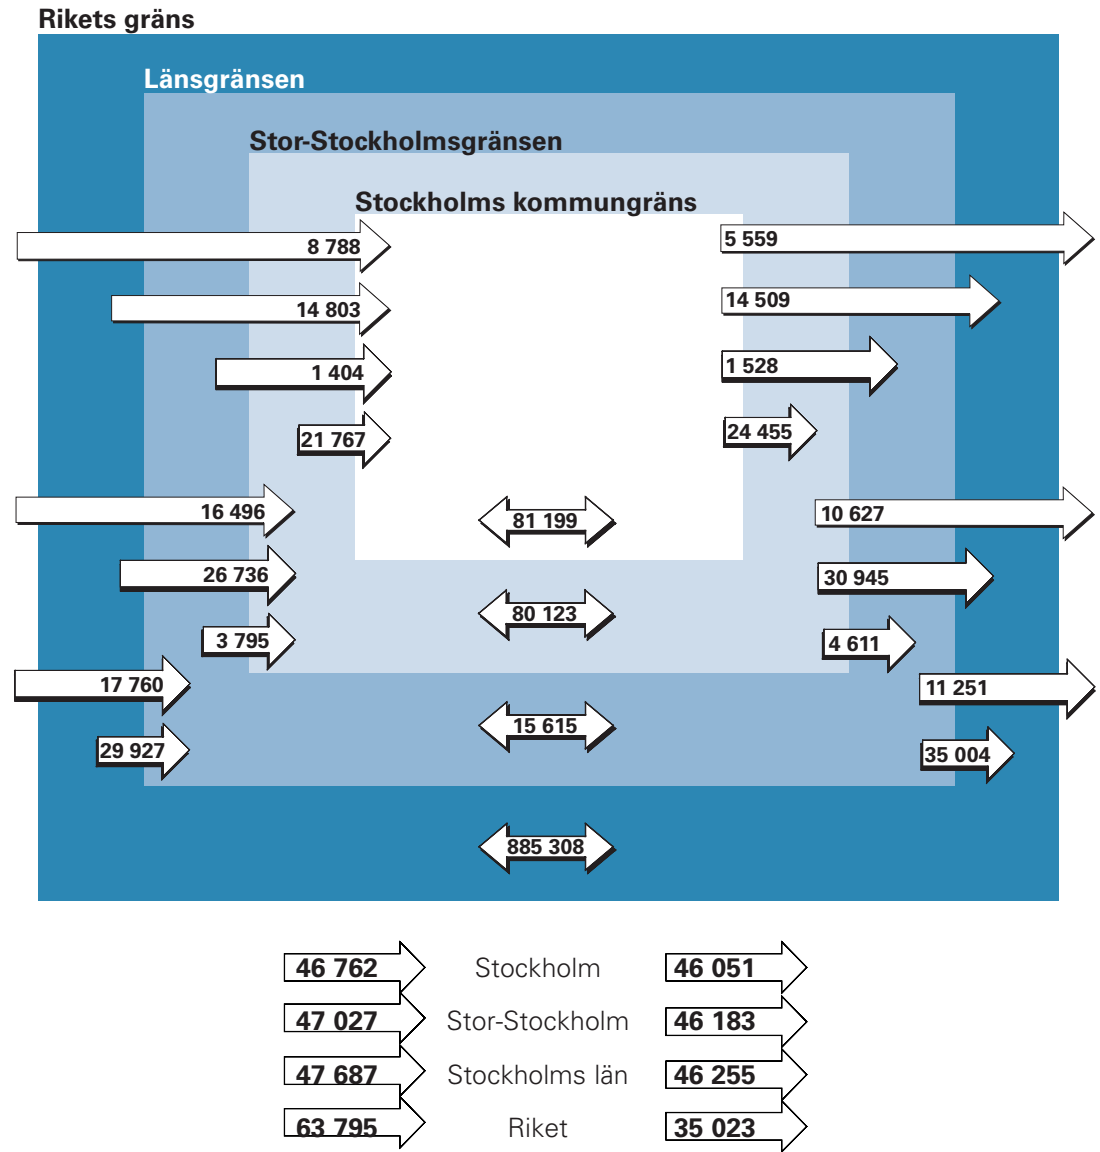 Rikets gräns
Länsgränsen
Stor-Stockholmsgränsen
Stockholms kommungräns
8 788
5 559
14 803
14 509
1 404
1 528
21 767
24 455
16 496
81 199
10 627
26 736
30 945
80 123
3 795
4 611
17 760
11 251
15 615
29 927
35 004
885 308
46 762 Stockholm 46 051
47 027 Stor-Stockholm 46 183
47 687 Stockholms län 46 255
63 795 Riket 35 023